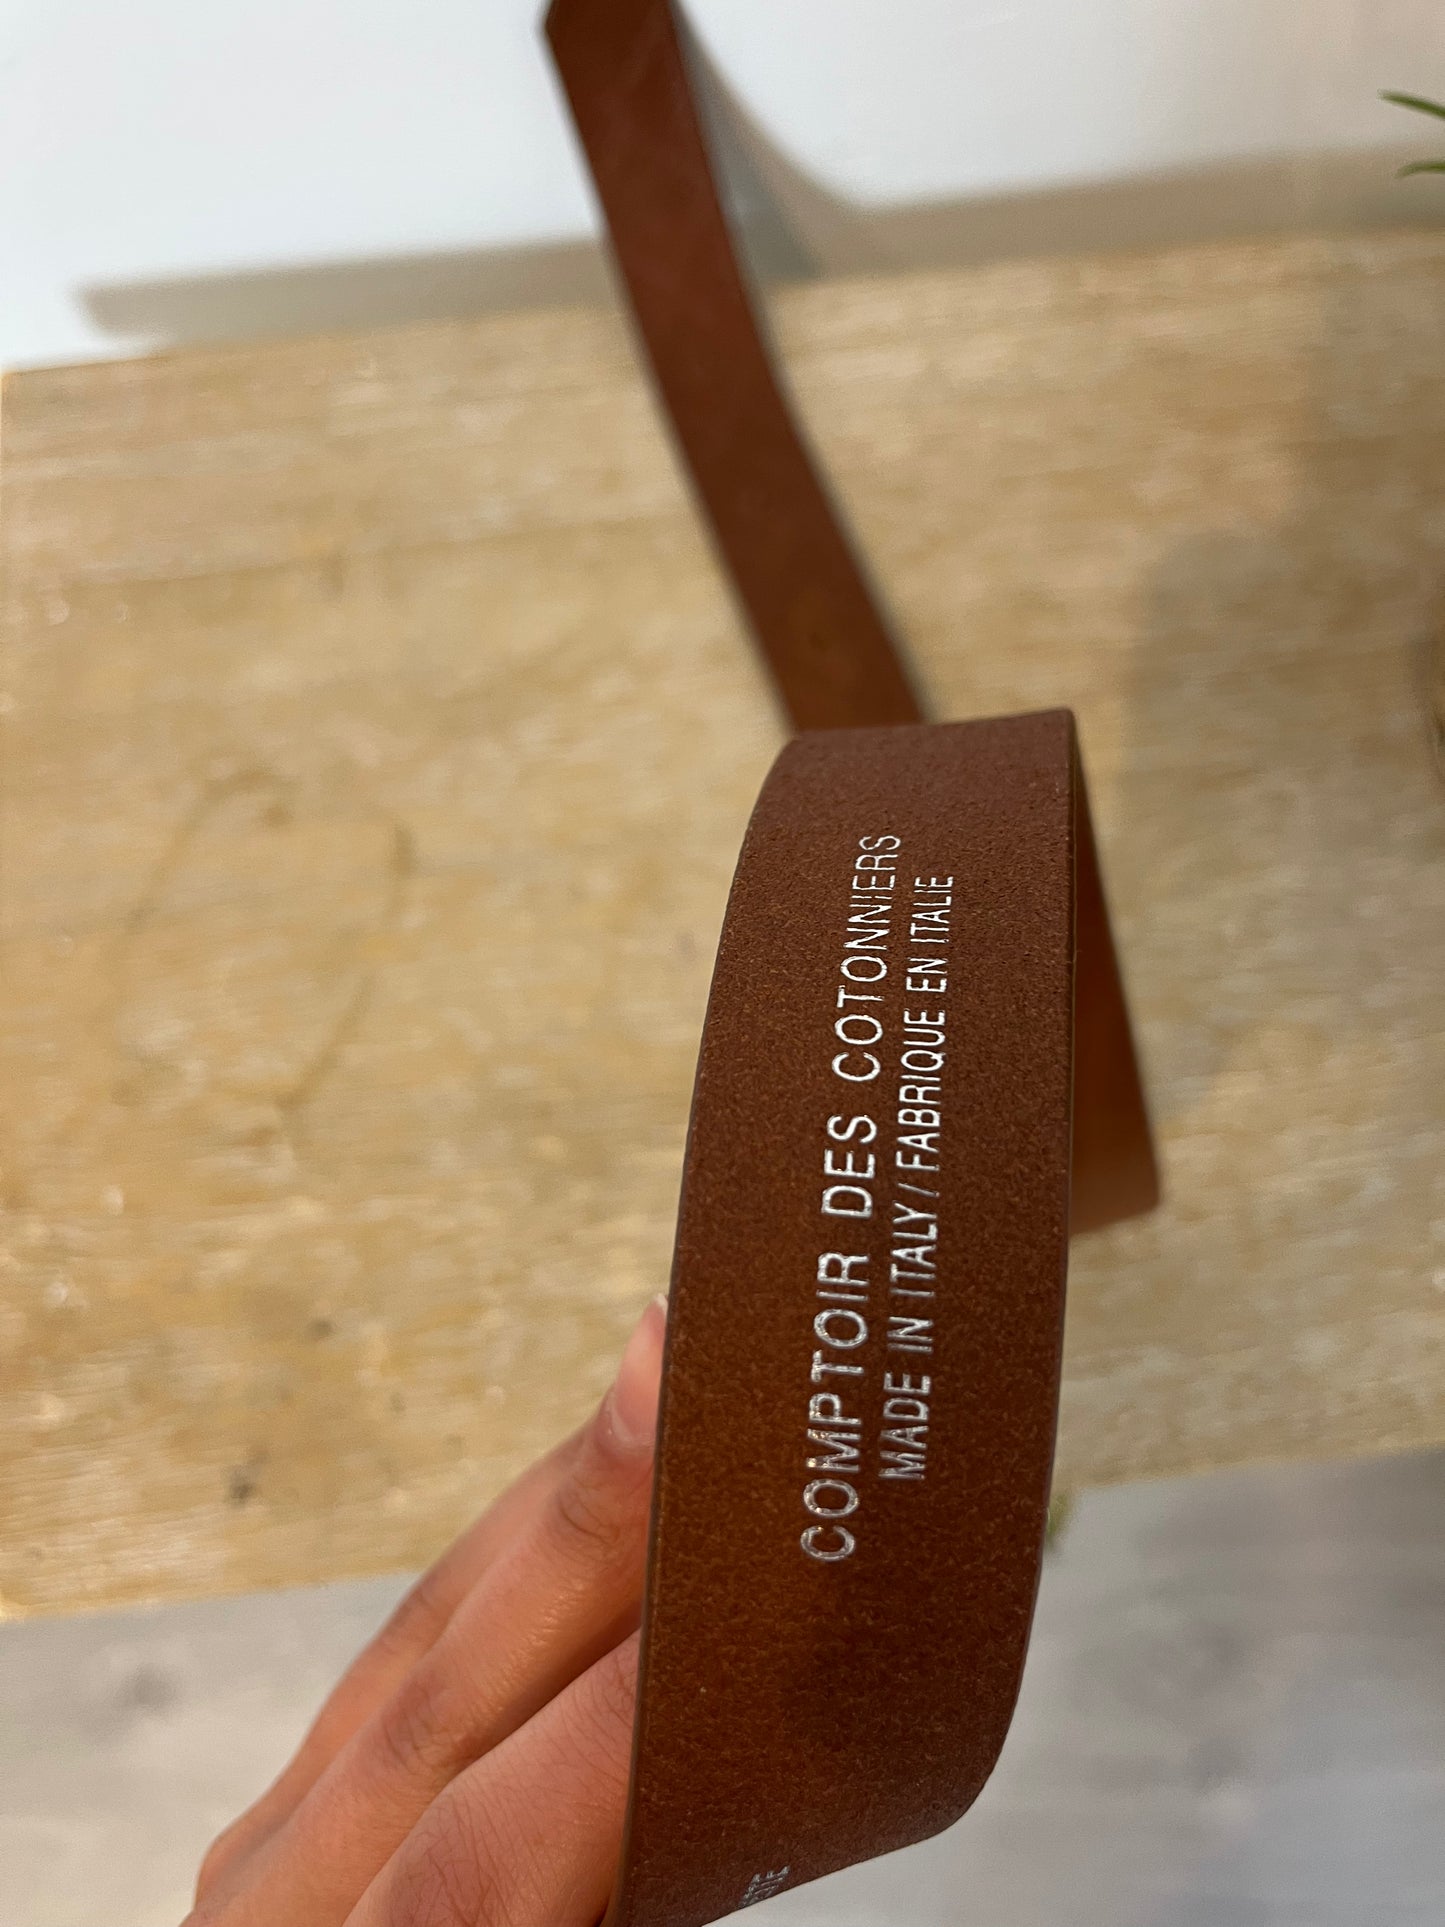 COMPTOIR DES COTONNIERS
MADE IN ITALY / FABRIQUE EN ITALIE